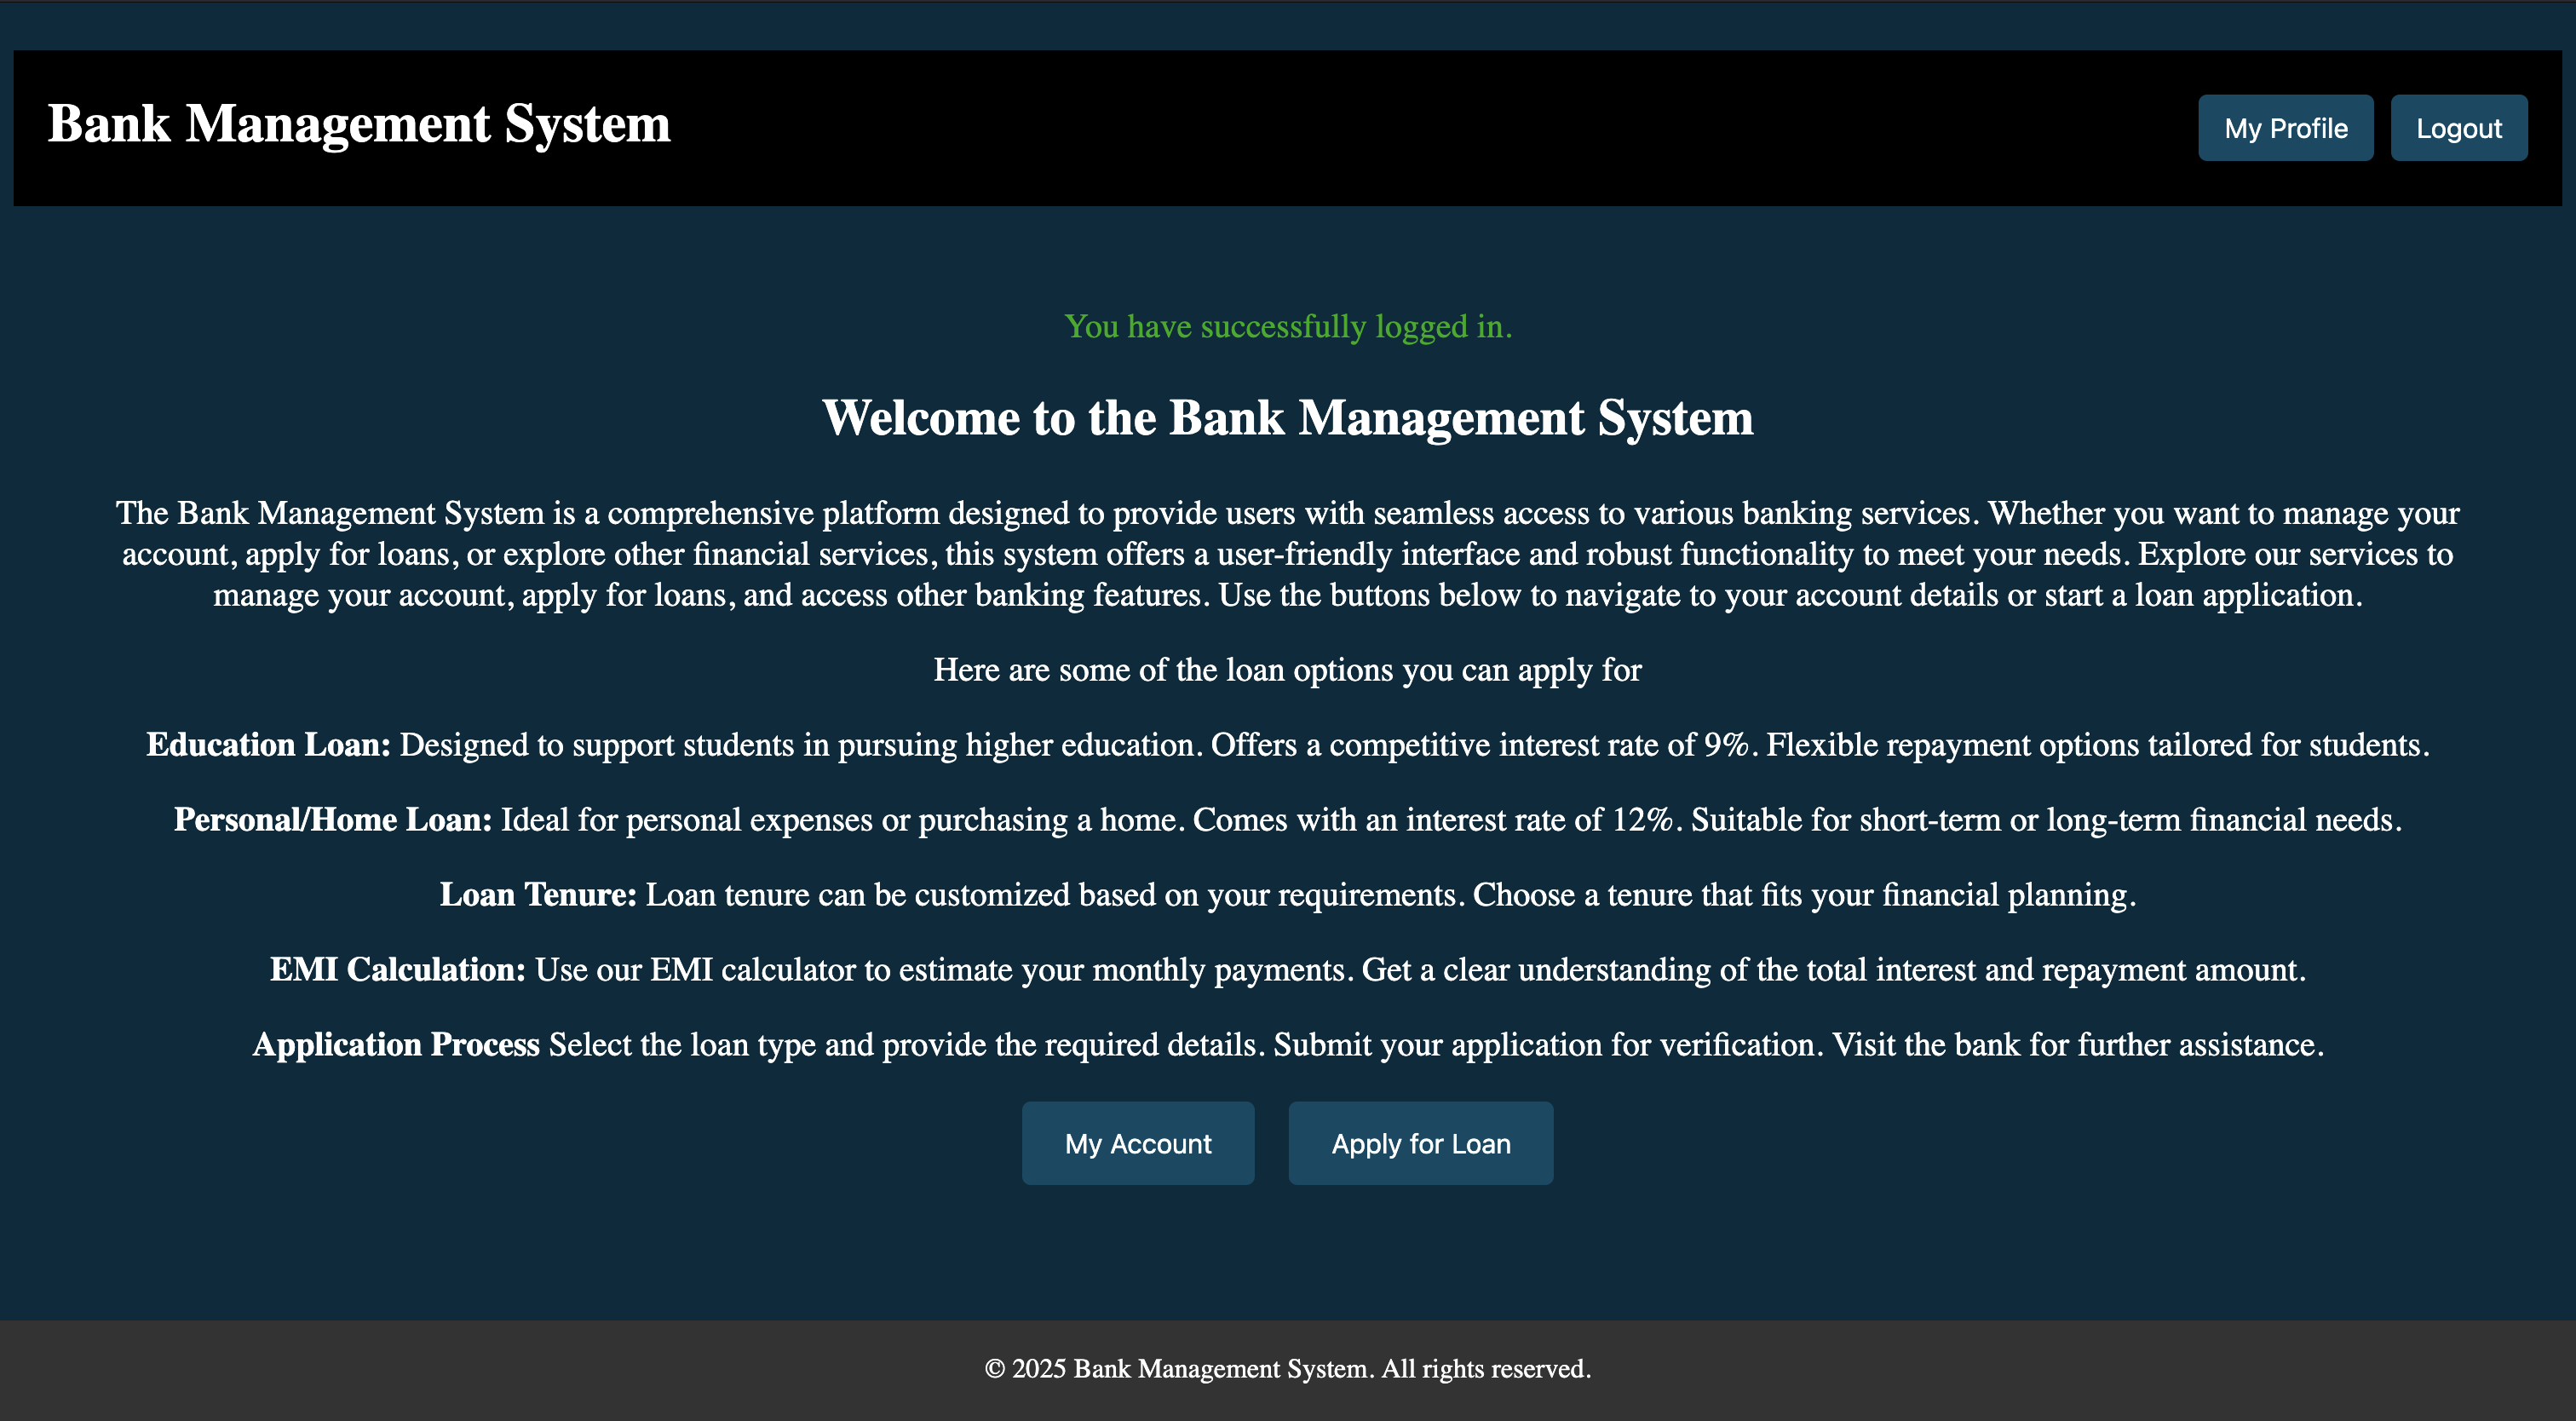 Bank Management System
My Profile
Logout
You have successfully logged in.
Welcome to the Bank Management System
The Bank Management System is a comprehensive platform designed to provide users with seamless access to various banking services. Whether you want to manage your
account, apply for loans, or explore other financial services, this system offers a user-friendly interface and robust functionality to meet your needs. Explore our services to
manage your account, apply for loans, and access other banking features. Use the buttons below to navigate to your account details or start a loan application.
Here are some of the loan options you can apply for
Education Loan: Designed to support students in pursuing higher education. Offers a competitive interest rate of 9%. Flexible repayment options tailored for students.
Personal/Home Loan: Ideal for personal expenses or purchasing a home. Comes with an interest rate of 12%. Suitable for short-term or long-term financial needs.
Loan Tenure: Loan tenure can be customized based on your requirements. Choose a tenure that fits your financial planning.
EMI Calculation: Use our EMI calculator to estimate your monthly payments. Get a clear understanding of the total interest and repayment amount.
Application Process Select the loan type and provide the required details. Submit your application for verification. Visit the bank for further assistance.
My Account
Apply for Loan
© 2025 Bank Management System. All rights reserved.